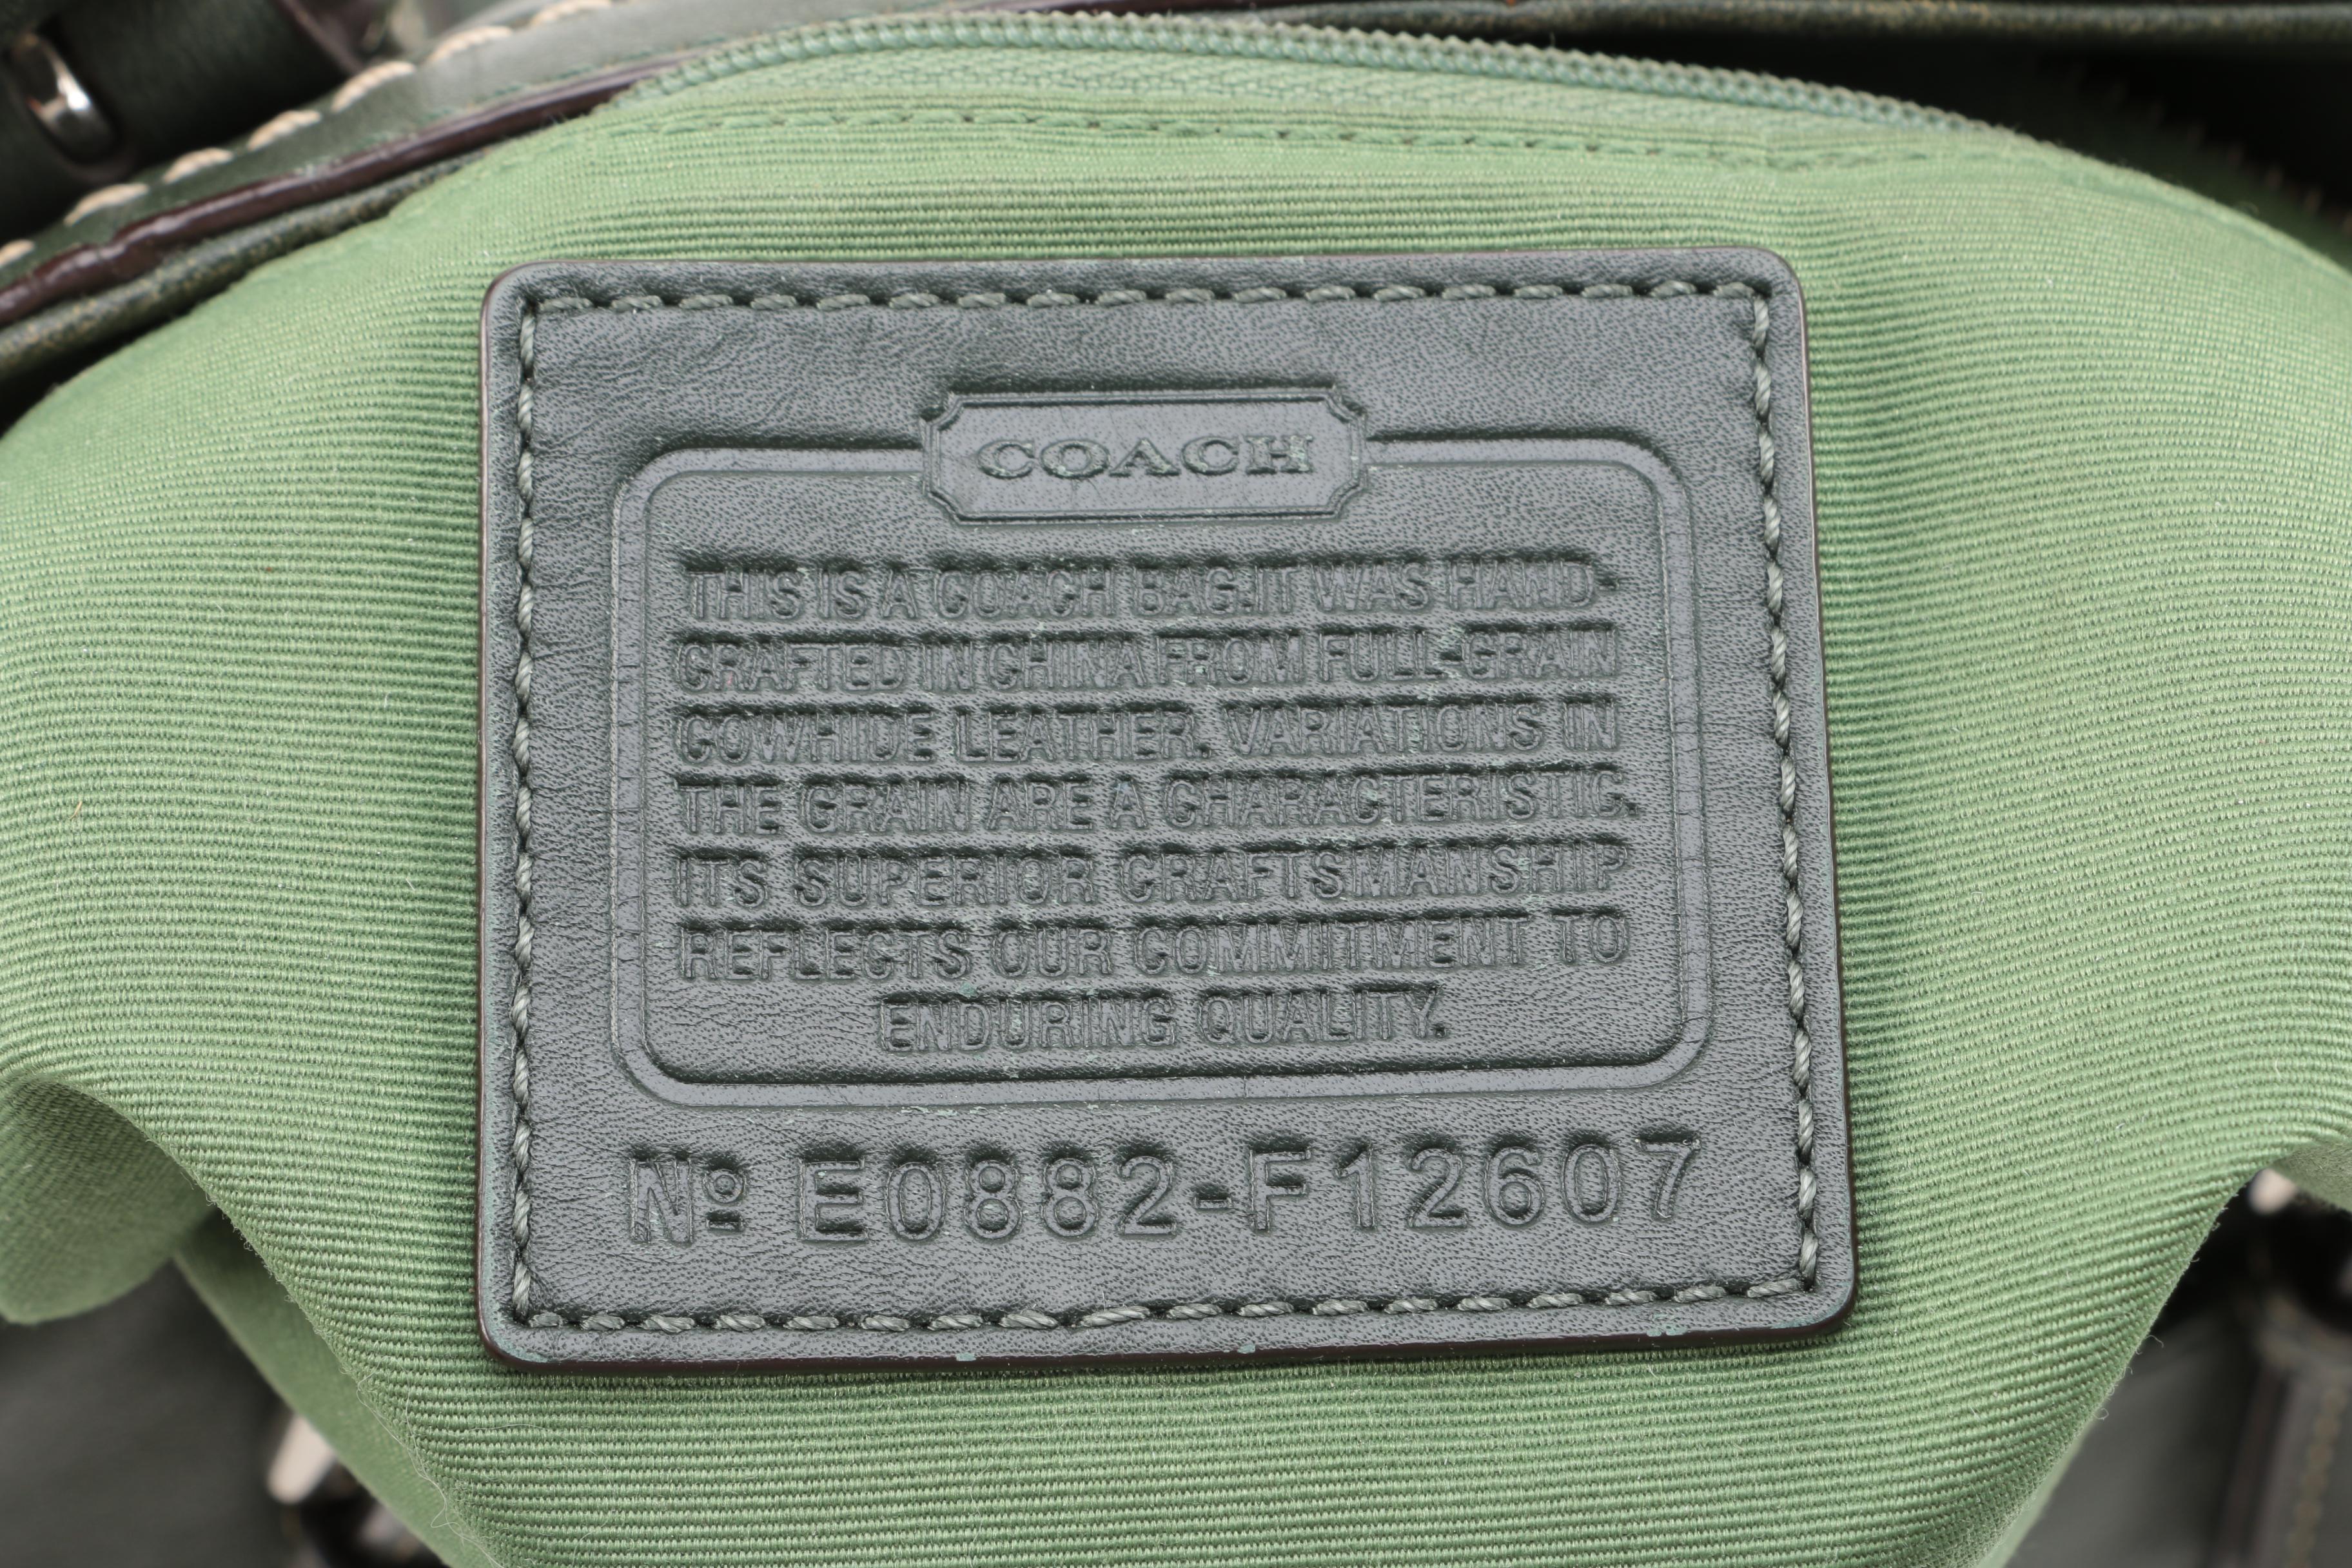 COACH
THIS IS A COACH BAG.IT WAS HAND-
CRAFTED IN CHINA FROM FULL-GRAIN
COWHIDE LEATHER. VARIATIONS IN
THE GRAIN ARE A CHARACTERISTIC.
ITS SUPERIOR CRAFTSMANSHIP
REFLECTS OUR COMMITMENT TO
ENDURING QUALITY.
Nº E0882-F12607